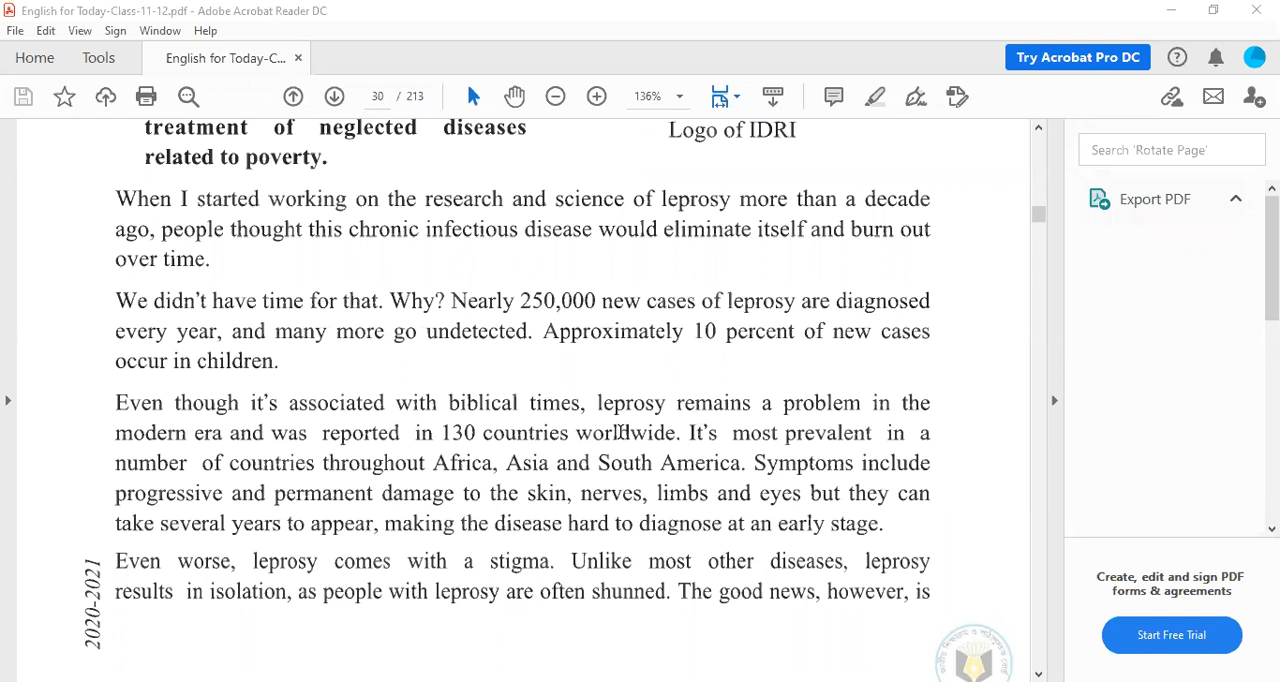 English for Today-Class-11-12.pdf - Adobe Acrobat Reader DC
File Edit View Sign Window Help
Home Tools English for Today-C... × Try Acrobat Pro DC
30 / 213 136%
treatment of neglected diseases
related to poverty.
Logo of IDRI
When I started working on the research and science of leprosy more than a decade
ago, people thought this chronic infectious disease would eliminate itself and burn out
over time.
We didn't have time for that. Why? Nearly 250,000 new cases of leprosy are diagnosed
every year, and many more go undetected. Approximately 10 percent of new cases
occur in children.
Even though it's associated with biblical times, leprosy remains a problem in the
modern era and was reported in 130 countries worldwide. It's most prevalent in a
number of countries throughout Africa, Asia and South America. Symptoms include
progressive and permanent damage to the skin, nerves, limbs and eyes but they can
take several years to appear, making the disease hard to diagnose at an early stage.
Even worse, leprosy comes with a stigma. Unlike most other diseases, leprosy
results in isolation, as people with leprosy are often shunned. The good news, however, is
2020-2021
Search 'Rotate Page'
Export PDF
Create, edit and sign PDF
forms & agreements
Start Free Trial